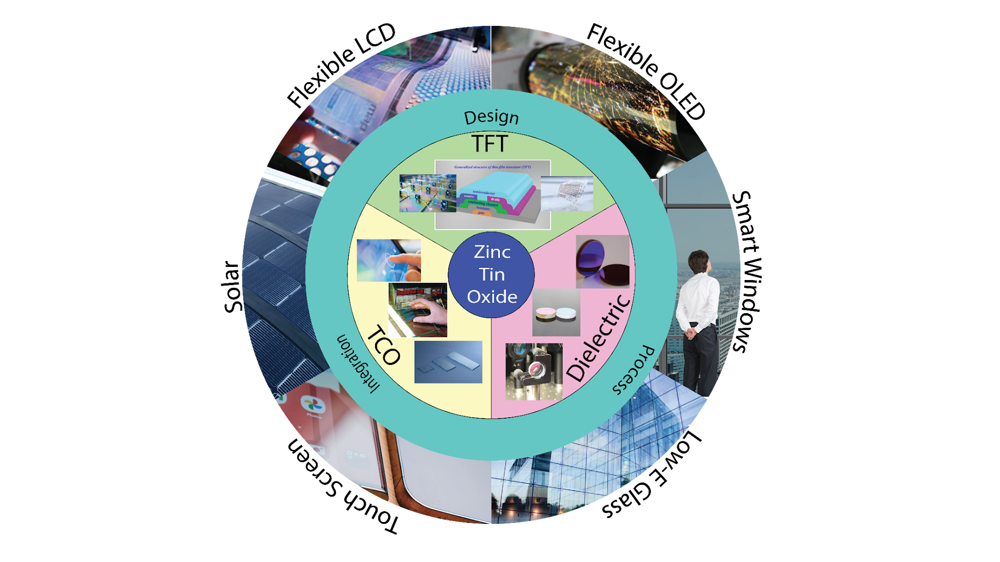 Flexible LCD
Flexible OLED
Design
TFT
Generalized strucutre of thin-film transistor (TFT)
semiconductor
source
drain
conducting channel
insulator
gate
Zinc
Tin
Oxide
Smart Windows
Solar
TCO
Dielectric
Integration
Process
Photos
Touch Screen
Low-E Glass